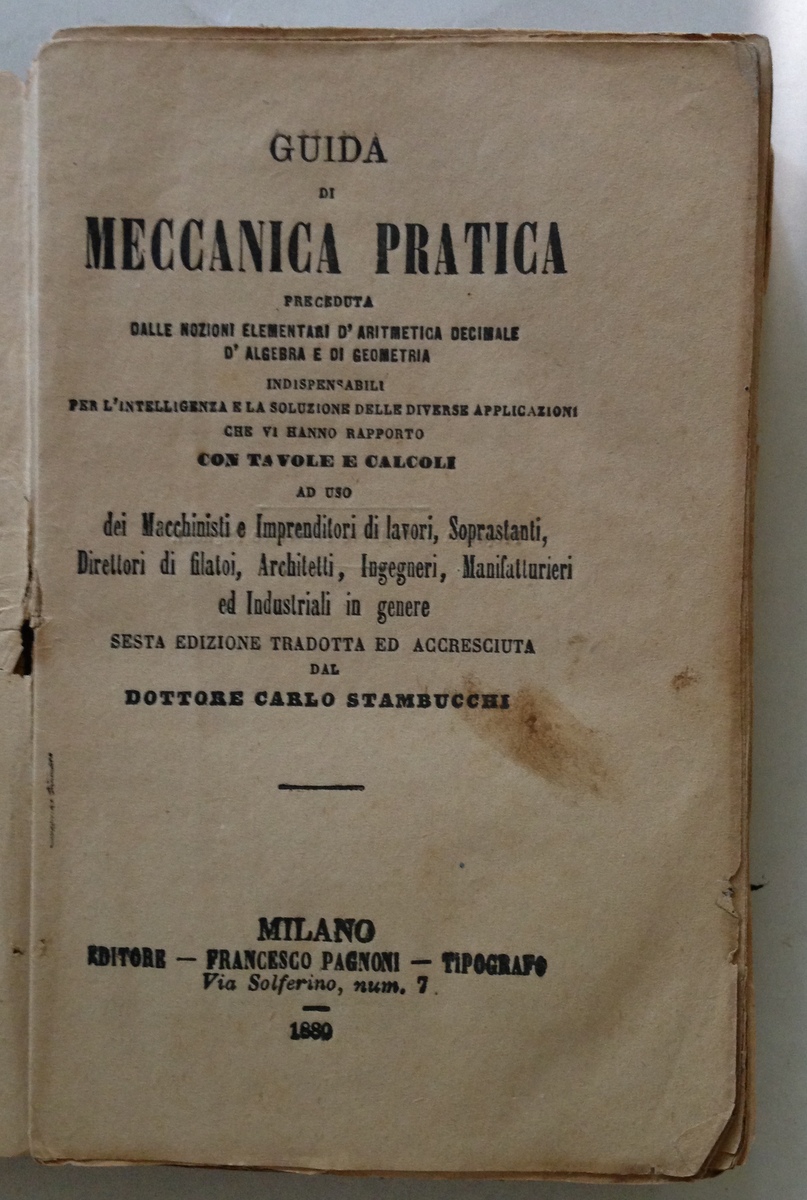 GUIDA
DI
MECCANICA PRATICA
PRECEDUTA
DALLE NOZIONI ELEMENTARI D' ARITMETICA DECIMALE
D' ALGEBRA E DI GEOMETRIA
INDISPENSABILI
PER L'INTELLIGENZA E LA SOLUZIONE DELLE DIVERSE APPLICAZIONI
CHE VI HANNO RAPPORTO
CON TAVOLE E CALCOLI
AD USO
dei Macchinisti e Imprenditori di lavori, Soprastanti,
Direttori di filatoi, Architetti, Ingegneri, Manifatturieri
ed Industriali in genere
SESTA EDIZIONE TRADOTTA ED ACCRESCIUTA
DAL
DOTTORE CARLO STAMBUCCHI
MILANO
EDITORE — FRANCESCO PAGNONI — TIPOGRAFO
Via Solferino, num. 7.
1880